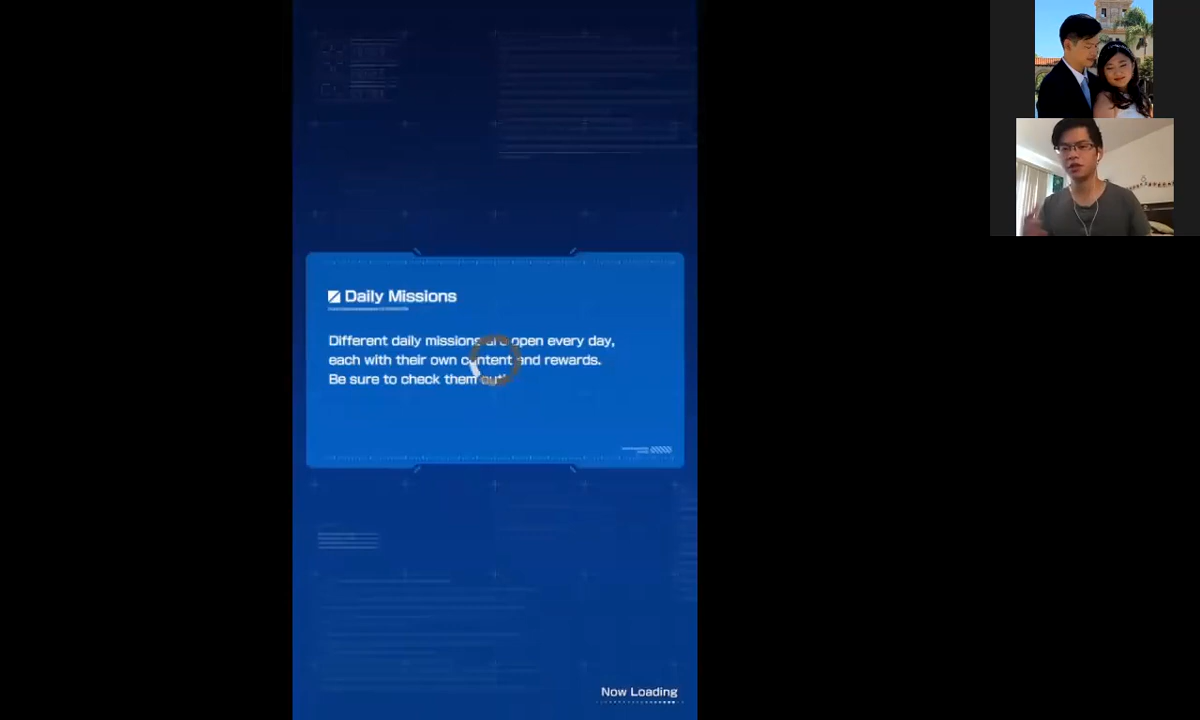 Daily Missions
Different daily missions are open every day,
each with their own content and rewards.
Be sure to check them out!
Now Loading